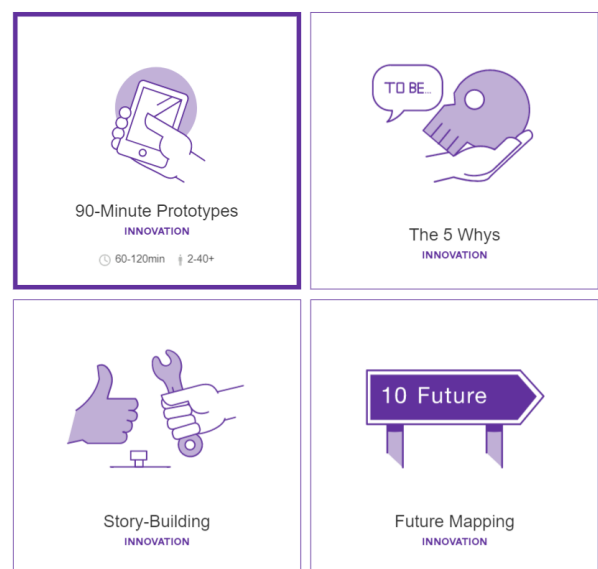 90-Minute Prototypes
INNOVATION
60-120min 2-40+
TO BE...
The 5 Whys
INNOVATION
Story-Building
INNOVATION
10 Future
Future Mapping
INNOVATION